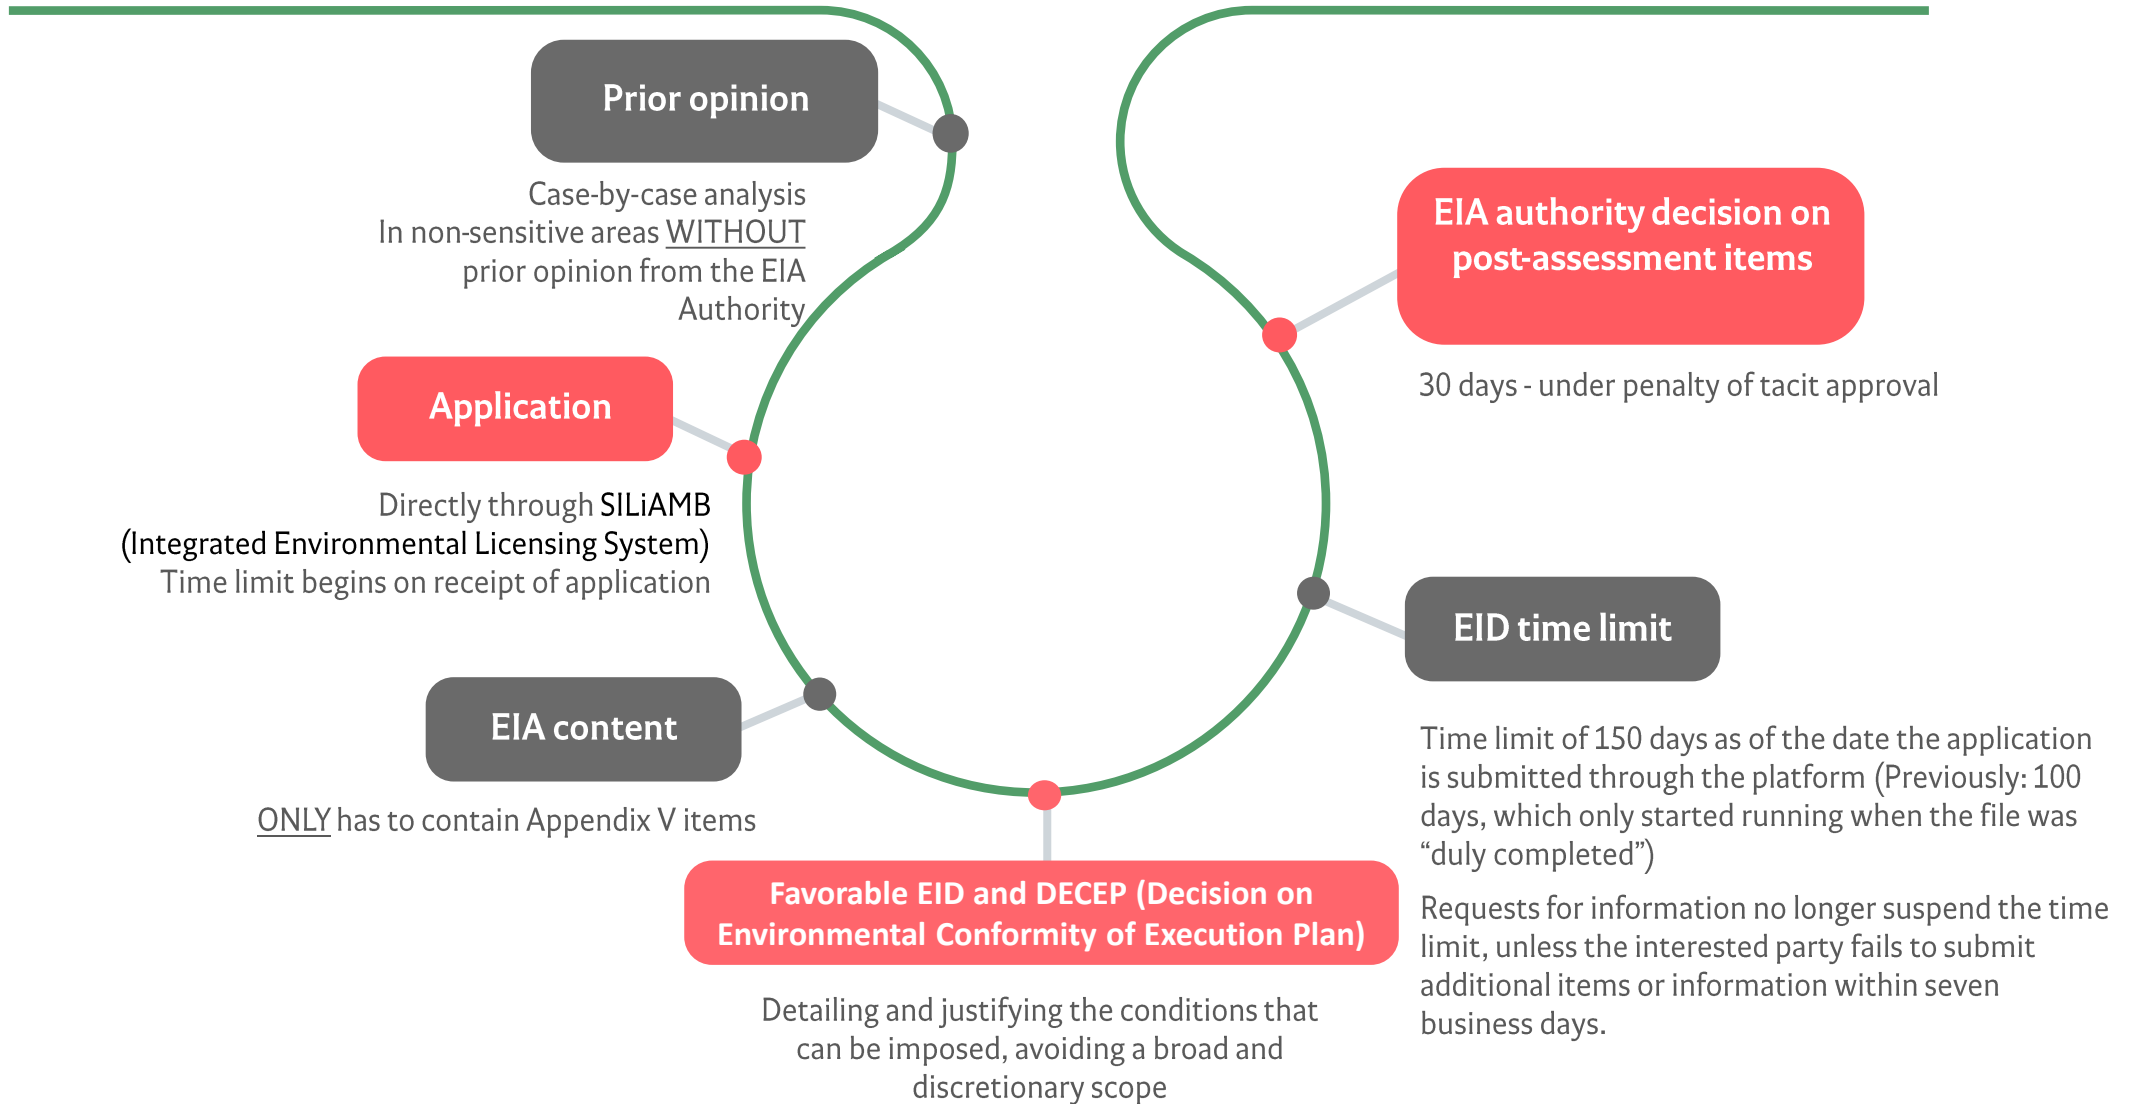 Prior opinion
Case-by-case analysis
In non-sensitive areas WITHOUT
prior opinion from the EIA
Authority
Application
Directly through SILiAMB
(Integrated Environmental Licensing System)
Time limit begins on receipt of application
EIA content
ONLY has to contain Appendix V items
Favorable EID and DECEP (Decision on
Environmental Conformity of Execution Plan)
Detailing and justifying the conditions that
can be imposed, avoiding a broad and
discretionary scope
EID time limit
Time limit of 150 days as of the date the application
is submitted through the platform (Previously: 100
days, which only started running when the file was
“duly completed”)
Requests for information no longer suspend the time
limit, unless the interested party fails to submit
additional items or information within seven
business days.
EIA authority decision on
post-assessment items
30 days - under penalty of tacit approval